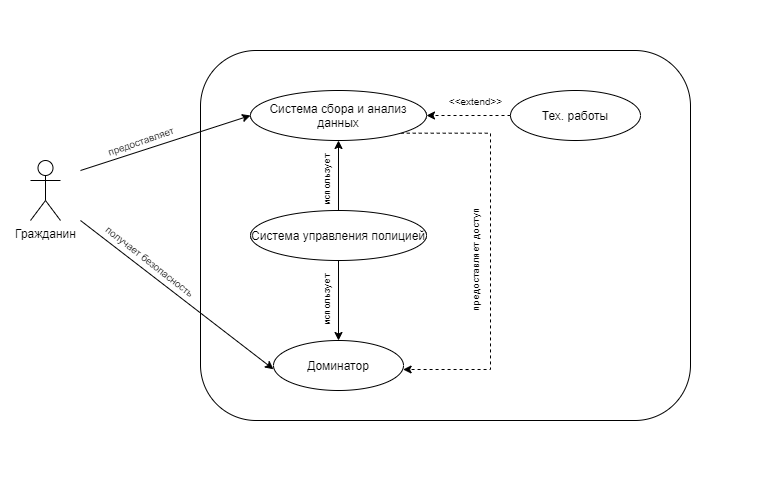 <<extend>>
Система сбора и анализ
данных
Тех. работы
предоставляет
использует
Гражданин
Система управления полицией
предоставляет доступ
получает безопасность
использует
Доминатор